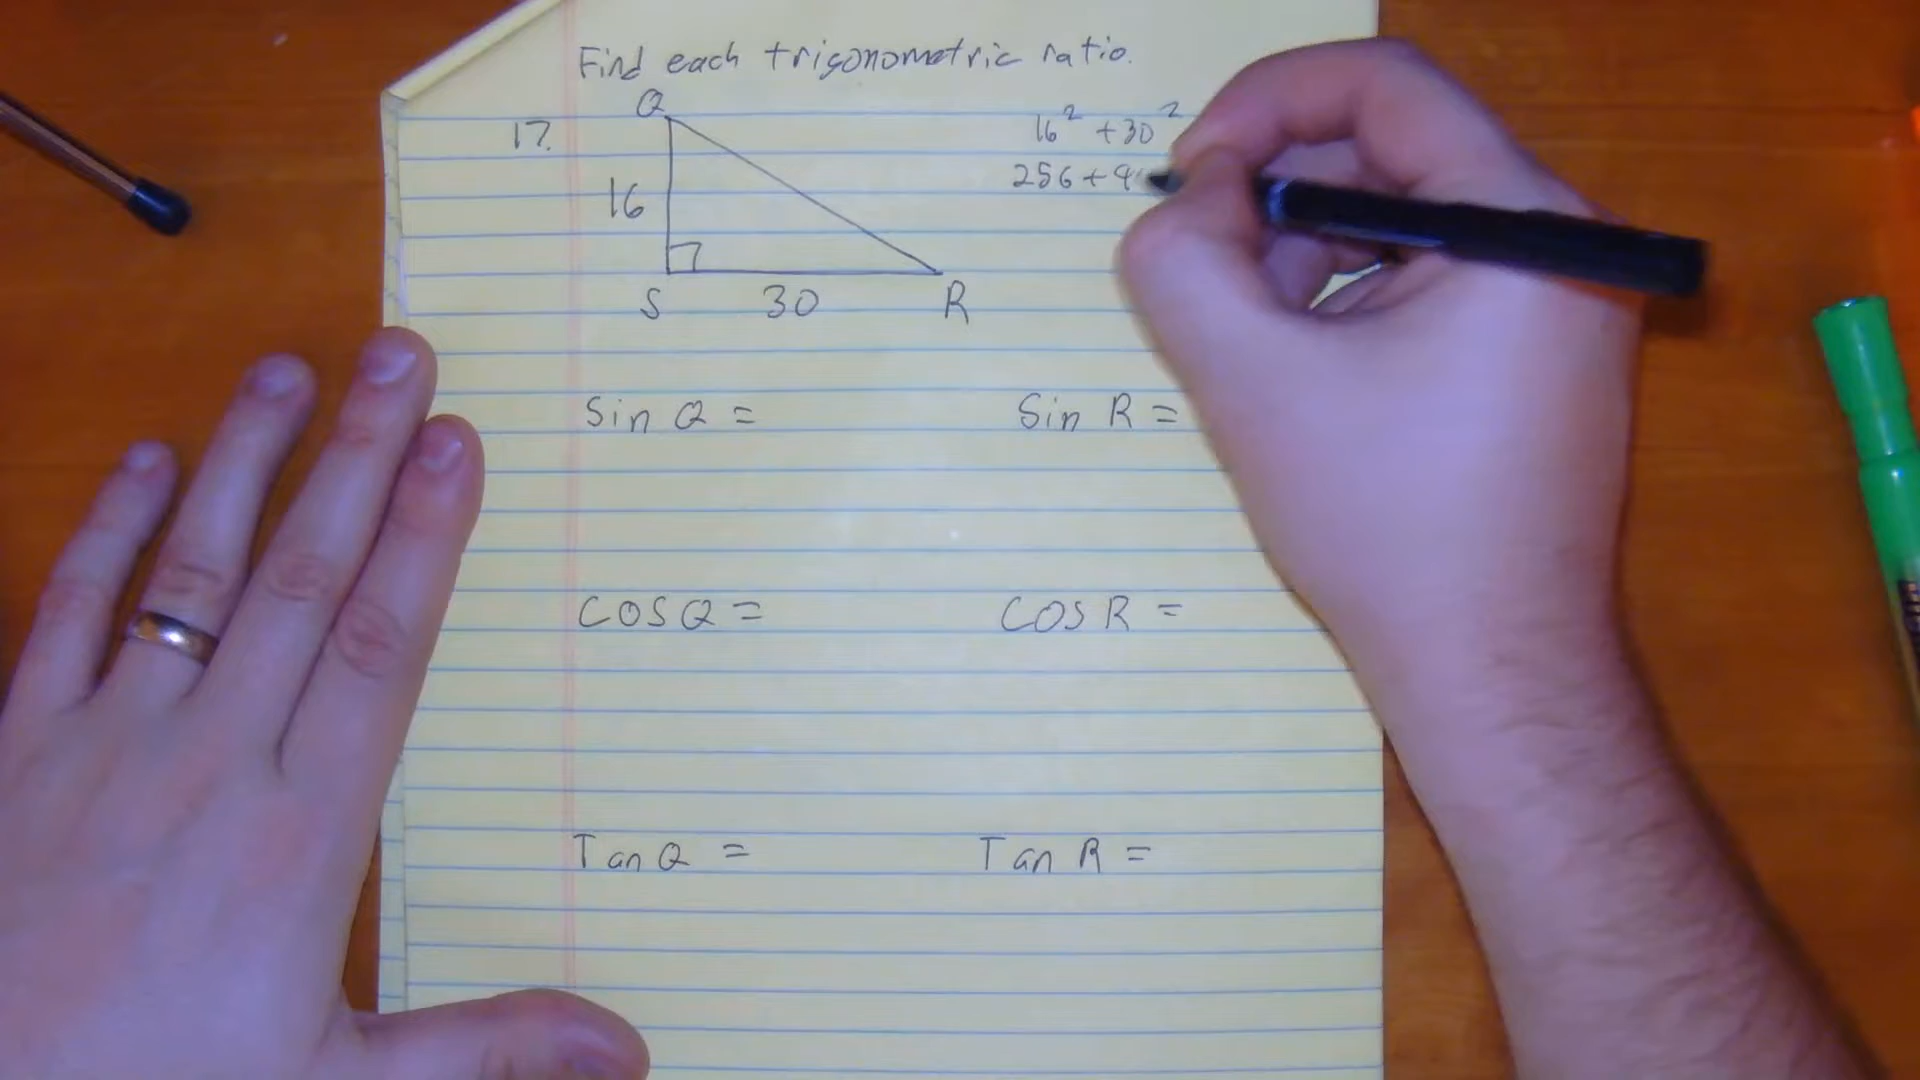 Find each trigonometric ratio.
Q
17.
16² + 30²
256 + 9
16
S 30 R
Sin Q = Sin R =
COS Q = COS R =
Tan Q = Tan R =